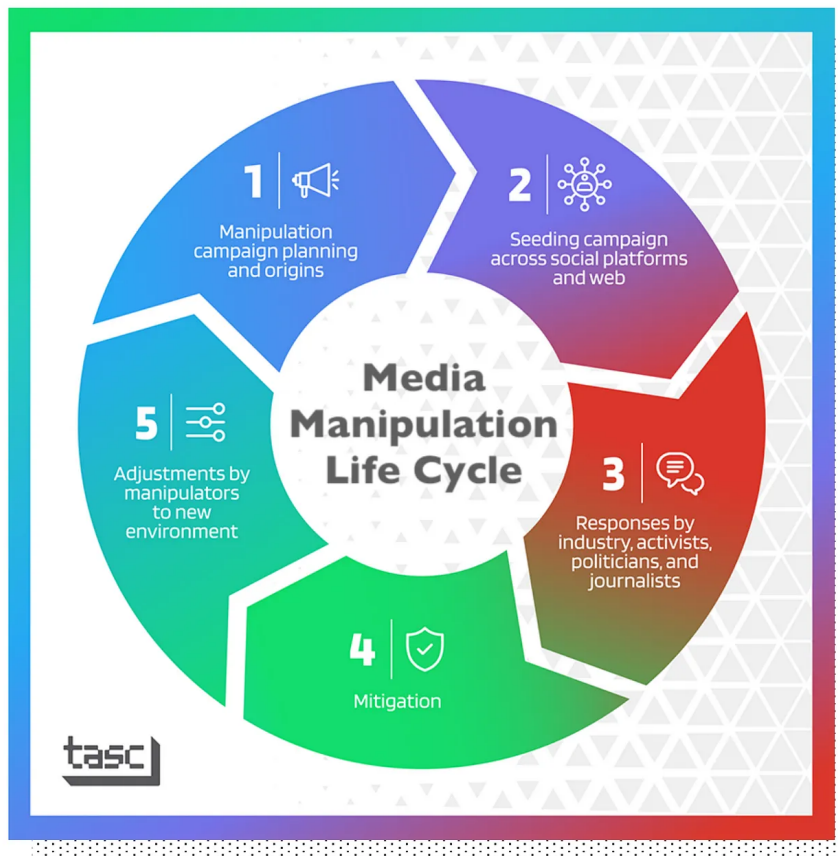 1
Manipulation
campaign planning
and origins
2
Seeding campaign
across social platforms
and web
Media
Manipulation
Life Cycle
3
Responses by
industry, activists,
politicians, and
journalists
4
Mitigation
5
Adjustments by
manipulators
to new
environment
tasc